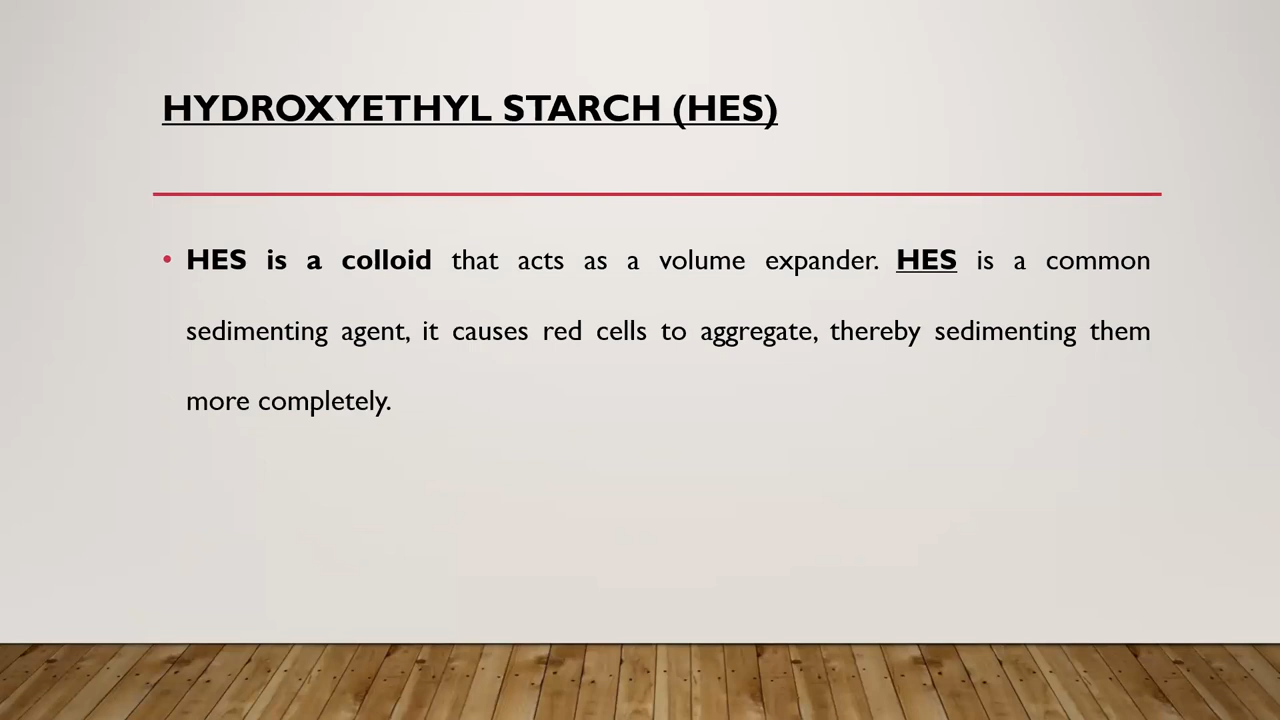 HYDROXYETHYL STARCH (HES)
• HES is a colloid that acts as a volume expander. HES is a common
sedimenting agent, it causes red cells to aggregate, thereby sedimenting them
more completely.